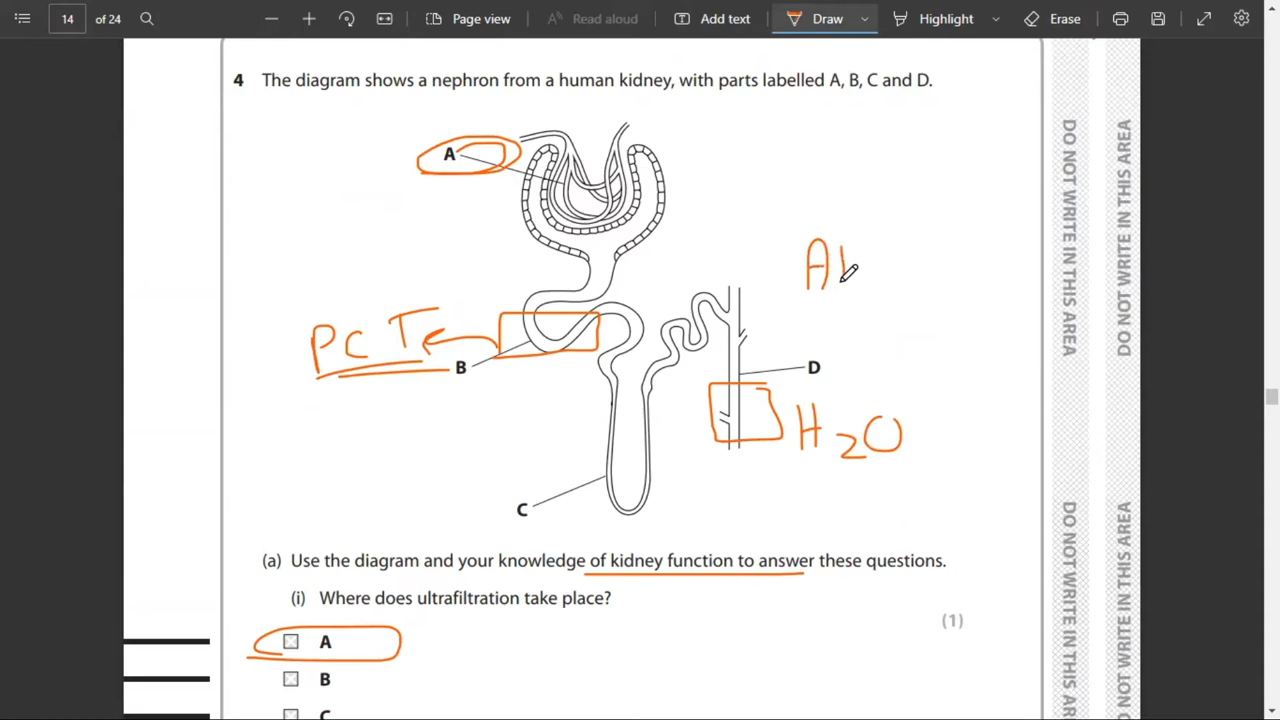 14 of 24
Page view
Read aloud
Add text
Draw
Highlight
Erase
4 The diagram shows a nephron from a human kidney, with parts labelled A, B, C and D.
A
PCT
B
D
H2O
C
(a) Use the diagram and your knowledge of kidney function to answer these questions.
(i) Where does ultrafiltration take place?
(1)
A
B
C
DO NOT WRITE IN THIS AREA
DO NOT WRITE IN THIS AREA
DO NOT WRITE IN THIS AREA
DO NOT WRITE IN THIS AREA